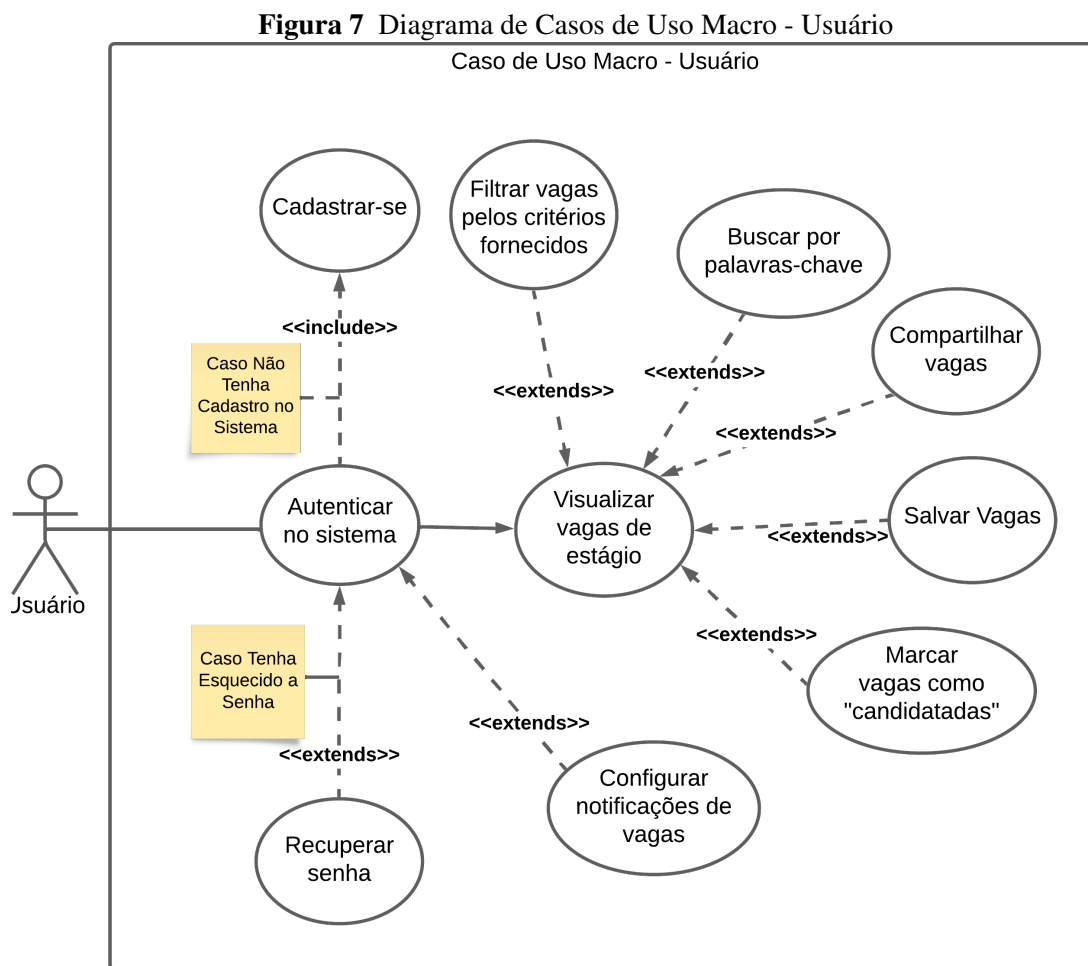 Figura 7 Diagrama de Casos de Uso Macro - Usuário
Caso de Uso Macro - Usuário
Cadastrar-se
Filtrar vagas
pelos critérios
fornecidos
Buscar por
palavras-chave
Compartilhar
vagas
<<include>>
<<extends>>
<<extends>>
<<extends>>
Caso Não
Tenha
Cadastro no
Sistema
Autenticar
no sistema
Visualizar
vagas de
estágio
Salvar Vagas
<<extends>>
Jsuário
Caso Tenha
Esquecido a
Senha
<<extends>>
Marcar
vagas como
"candidatadas"
<<extends>>
<<extends>>
Configurar
notificações de
vagas
Recuperar
senha